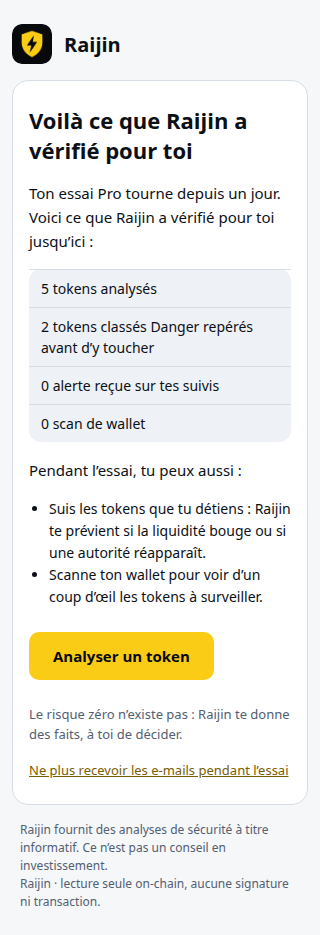 Raijin
Voilà ce que Raijin a
vérifié pour toi
Ton essai Pro tourne depuis un jour.
Voici ce que Raijin a vérifié pour toi
jusqu’ici :
5 tokens analysés
2 tokens classés Danger repérés
avant d’y toucher
0 alerte reçue sur tes suivis
0 scan de wallet
Pendant l’essai, tu peux aussi :
• Suis les tokens que tu détiens : Raijin
te prévient si la liquidité bouge ou si
une autorité réapparaît.
• Scanne ton wallet pour voir d’un
coup d’œil les tokens à surveiller.
Analyser un token
Le risque zéro n’existe pas : Raijin te donne
des faits, à toi de décider.
Ne plus recevoir les e-mails pendant l’essai
Raijin fournit des analyses de sécurité à titre
informatif. Ce n’est pas un conseil en
investissement.
Raijin · lecture seule on-chain, aucune signature
ni transaction.